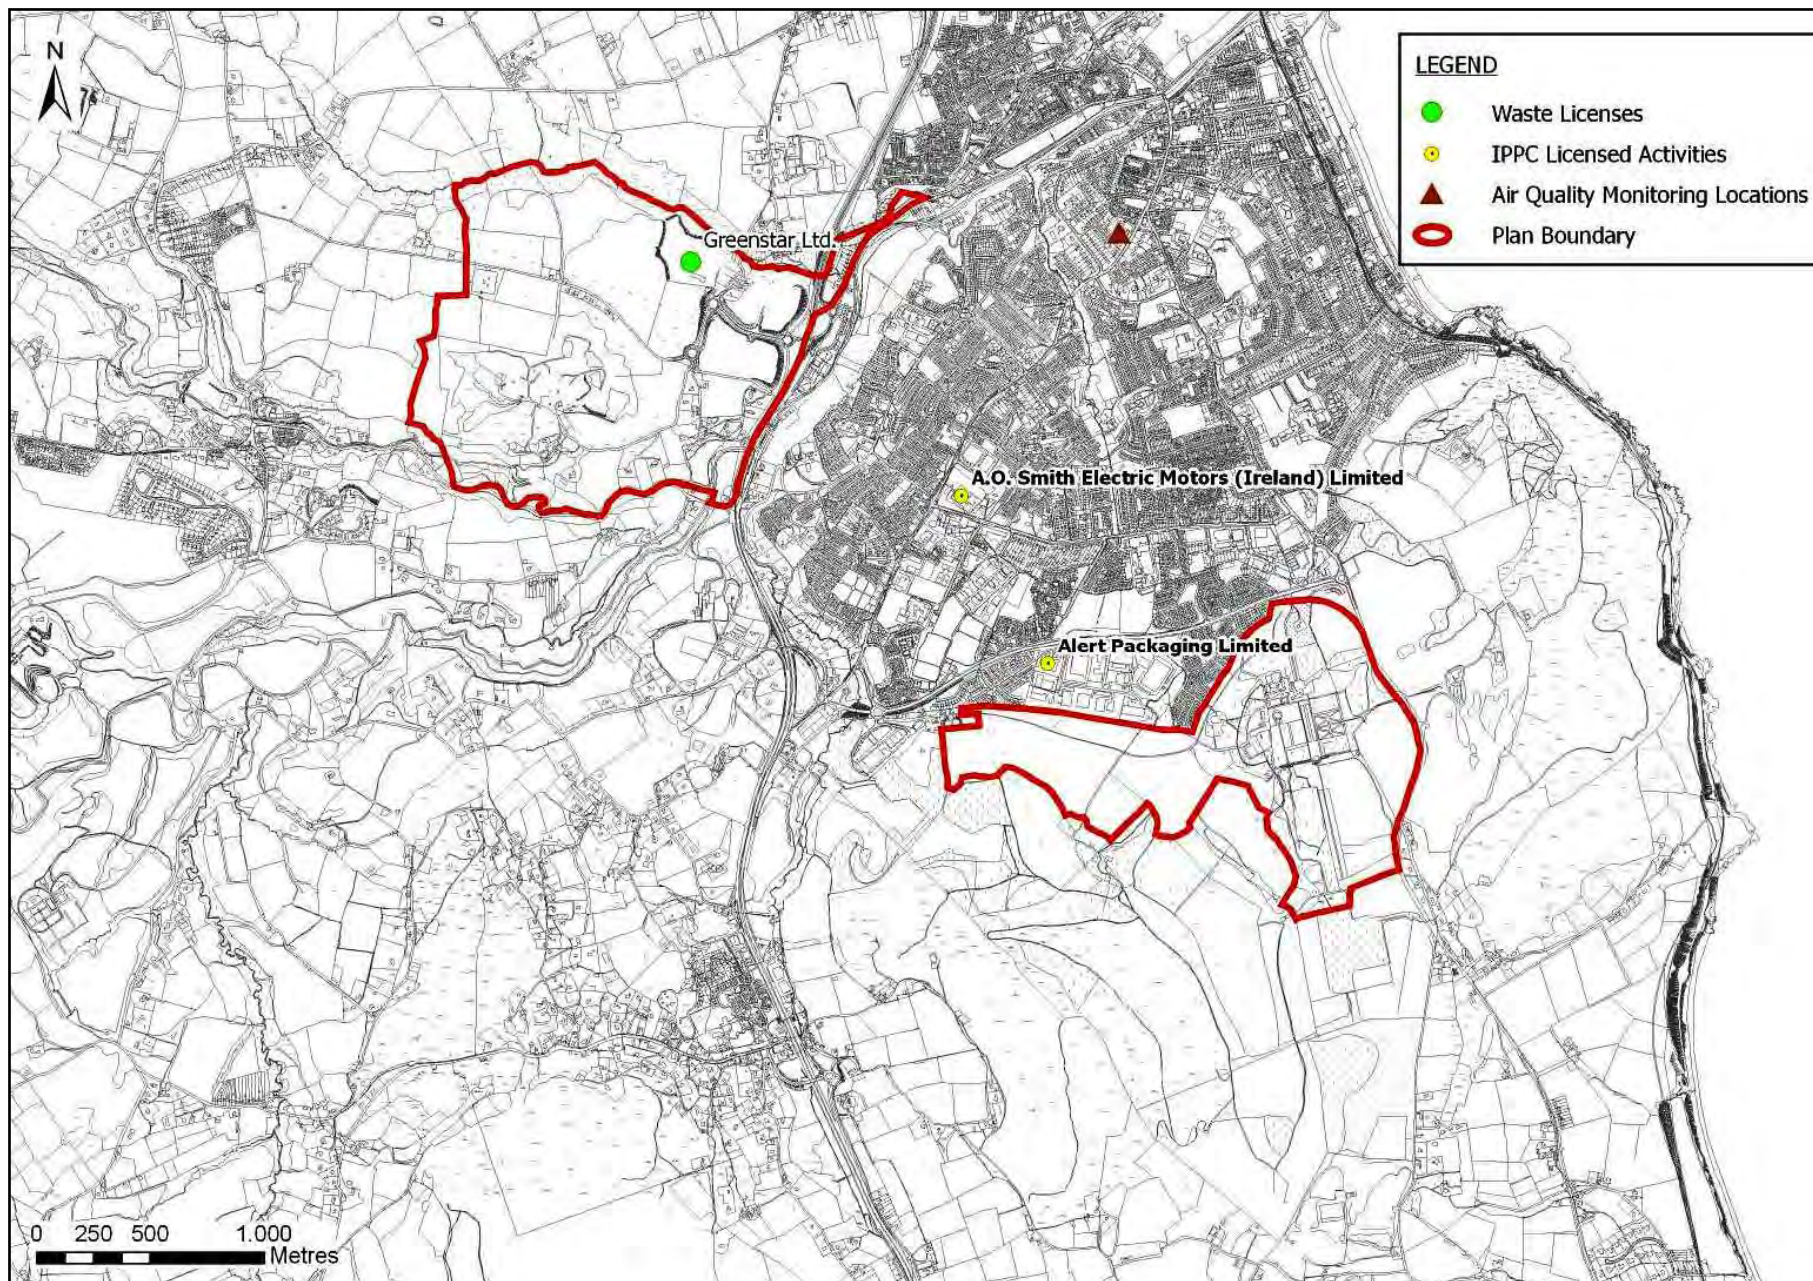 N
LEGEND
Waste Licenses
IPPC Licensed Activities
Air Quality Monitoring Locations
Plan Boundary
Greenstar Ltd.
A.O. Smith Electric Motors (Ireland) Limited
Alert Packaging Limited
0 250 500 1.000
Metres